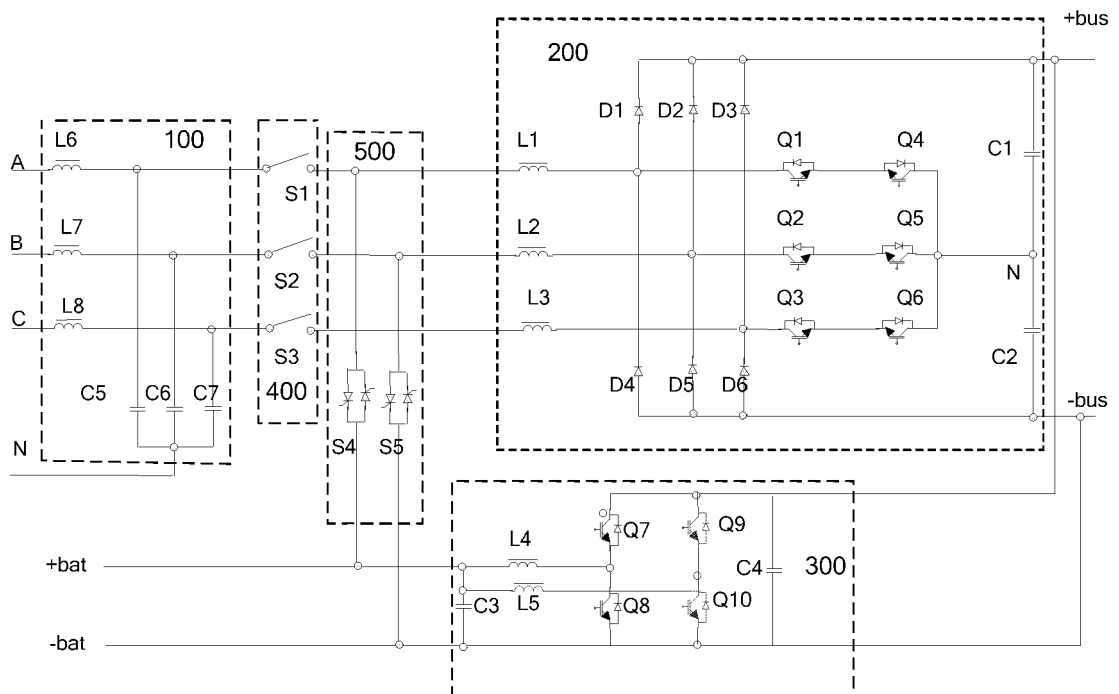 +bus
200
L6
100
D1
D2
D3
A
500
L1
Q1
Q4
C1
S1
L7
L2
Q2
Q5
B
N
S2
L8
L3
Q3
Q6
C
S3
C2
C5
C6
C7
400
D4
D5
D6
-bus
N
S4
S5
Q7
Q9
L4
+bat
C4
300
C3
L5
Q8
Q10
-bat